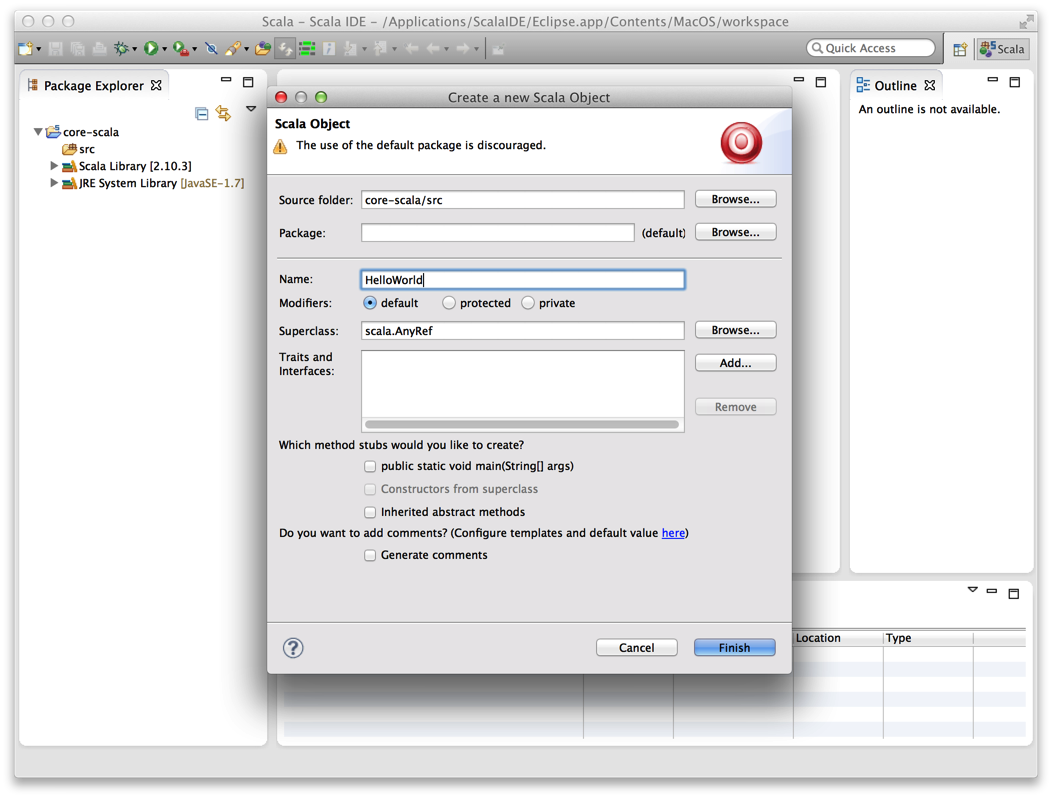 Scala – Scala IDE – /Applications/ScalaIDE/Eclipse.app/Contents/MacOS/workspace
Quick Access
Scala
Package Explorer
core-scala
src
Scala Library [2.10.3]
JRE System Library [JavaSE-1.7]
Create a new Scala Object
Scala Object
The use of the default package is discouraged.
Source folder: core-scala/src Browse...
Package: (default) Browse...
Name: HelloWorld
Modifiers: default protected private
Superclass: scala.AnyRef Browse...
Traits and
Interfaces:
Add...
Remove
Which method stubs would you like to create?
public static void main(String[] args)
Constructors from superclass
Inherited abstract methods
Do you want to add comments? (Configure templates and default value here)
Generate comments
? Cancel Finish
Outline
An outline is not available.
Location Type